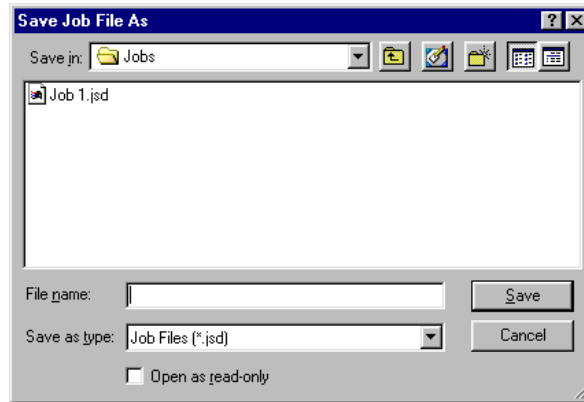 Save Job File As
Save in: Jobs
Job 1.jsd
File name: Save
Save as type: Job Files (*.jsd) Cancel
Open as read-only